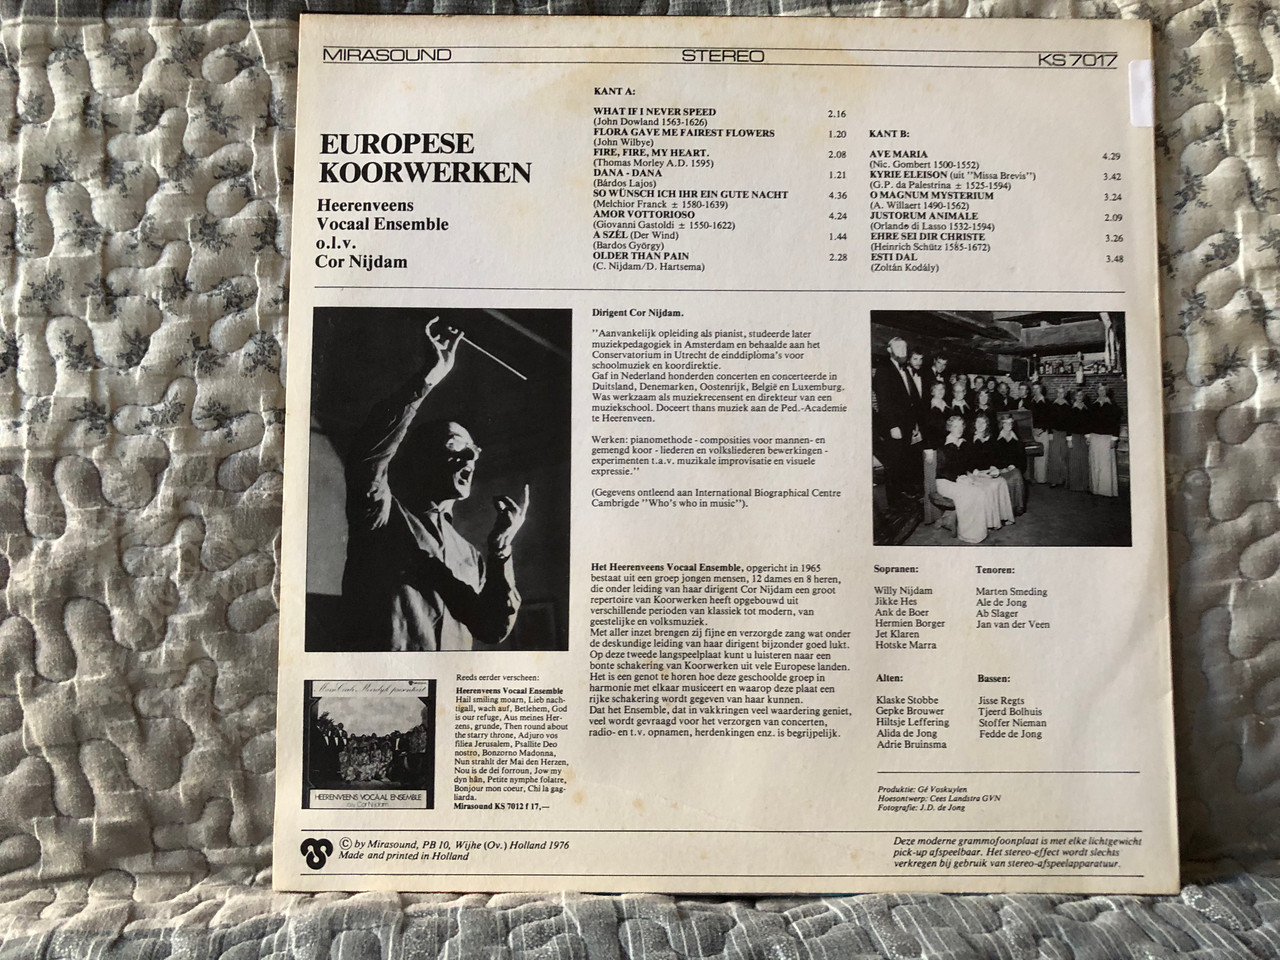 MIRASOUND STEREO KS 7017
EUROPESE
KOORWERKEN
Heerenveens
Vocaal Ensemble
o.l.v.
Cor Nijdam
KANT A:
WHAT IF I NEVER SPEED 2.16
(John Dowland 1563-1626)
FLORA GAVE ME FAIREST FLOWERS 1.20
(John Wilbye)
FIRE, FIRE, MY HEART. 2.08
(Thomas Morley A.D. 1595)
DANA - DANA 1.21
(Bárdos Lajos)
SO WÜNSCH ICH IHR EIN GUTE NACHT 4.36
(Melchior Franck ± 1580-1639)
AMOR VOTTORIOSO 4.24
(Giovanni Gastoldi ± 1550-1622)
A SZÉL (Der Wind) 1.44
(Bardos György)
OLDER THAN PAIN 2.28
(C. Nijdam/D. Hartsema)
KANT B:
AVE MARIA 4.29
(Nic. Gombert 1500-1552)
KYRIE ELEISON (uit "Missa Brevis") 3.42
(G.P. da Palestrina ± 1525-1594)
O MAGNUM MYSTERIUM 3.24
(A. Willaert 1490-1562)
JUSTORUM ANIMALE 2.09
(Orlando di Lasso 1532-1594)
EHRE SEI DIR CHRISTE 3.26
(Heinrich Schütz 1585-1672)
ESTI DAL 3.48
(Zoltán Kodály)
Dirigent Cor Nijdam.
"Aanvankelijk opleiding als pianist, studeerde later
muziekpedagogiek in Amsterdam en behaalde aan het
Conservatorium in Utrecht de einddiploma's voor
schoolmuziek en koordirektie.
Gaf in Nederland honderden concerten en concerteerde in
Duitsland, Denemarken, Oostenrijk, België en Luxemburg.
Was werkzaam als muziekrecensent en direkteur van een
muziekschool. Doceert thans muziek aan de Ped.-Academie
te Heerenveen.
Werken: pianomethode - composities voor mannen- en
gemengd koor - liederen en volksliederen bewerkingen -
experimenten t.a.v. muzikale improvisatie en visuele
expressie."
(Gegevens ontleend aan International Biographical Centre
Cambrigde "Who's who in music").
Het Heerenveens Vocaal Ensemble, opgericht in 1965
bestaat uit een groep jongen mensen, 12 dames en 8 heren,
die onder leiding van haar dirigent Cor Nijdam een groot
repertoire van Koorwerken heeft opgebouwd uit
verschillende perioden van klassiek tot modern, van
geestelijke en volksmuziek.
Met aller inzet brengen zij fijne en verzorgde zang wat onder
de deskundige leiding van haar dirigent bijzonder goed lukt.
Op deze tweede langspeelplaat kunt u luisteren naar een
bonte schakering van Koorwerken uit vele Europese landen.
Het is een genot te horen hoe deze geschoolde groep in
harmonie met elkaar musiceert en waarop deze plaat een
rijke schakering wordt gegeven van haar kunnen.
Dat het Ensemble, dat in vakkringen veel waardering geniet,
veel wordt gevraagd voor het verzorgen van concerten,
radio- en t.v. opnamen, herdenkingen enz. is begrijpelijk.
Sopranen:
Willy Nijdam
Jikke Hes
Ank de Boer
Hermien Borger
Jet Klaren
Hotske Marra
Tenoren:
Marten Smeding
Ale de Jong
Ab Slager
Jan van der Veen
Alten:
Klaske Stobbe
Gepke Brouwer
Hiltsje Leffering
Alida de Jong
Adrie Bruinsma
Bassen:
Jisse Regts
Tjeerd Bolhuis
Stoffer Nieman
Fedde de Jong
Produktie: Gé Voskuylen
Hoesontwerp: Cees Landstra GVN
Fotografie: J.D. de Jong
HEERENVEENS VOCAAL ENSEMBLE
o.l.v. Cor Nijdam
Reeds eerder verscheen:
Heerenveens Vocaal Ensemble
Hail smiling moarn, Lieb nach-
tigall, wach auf, Betlehem, God
is our refuge, Aus meines Her-
zens, grunde, Then round about
the starry throne, Adjuro vos
filiea Jerusalem, Psallite Deo
nostro, Bonzorno Madonna,
Nun strahlt der Mai den Herzen,
Nou is de dei forroun, Jow my
dyn hân, Petite nymphe folatre,
Bonjour mon coeur, Chi la gag-
liarda.
Mirasound KS 7012 f 17,—
© by Mirasound, PB 10, Wijhe (Ov.) Holland 1976
Made and printed in Holland
Deze moderne grammofoonplaat is met elke lichtgewicht
pick-up afspeelbaar. Het stereo-effect wordt slechts
verkregen bij gebruik van stereo-afspeelapparatuur.